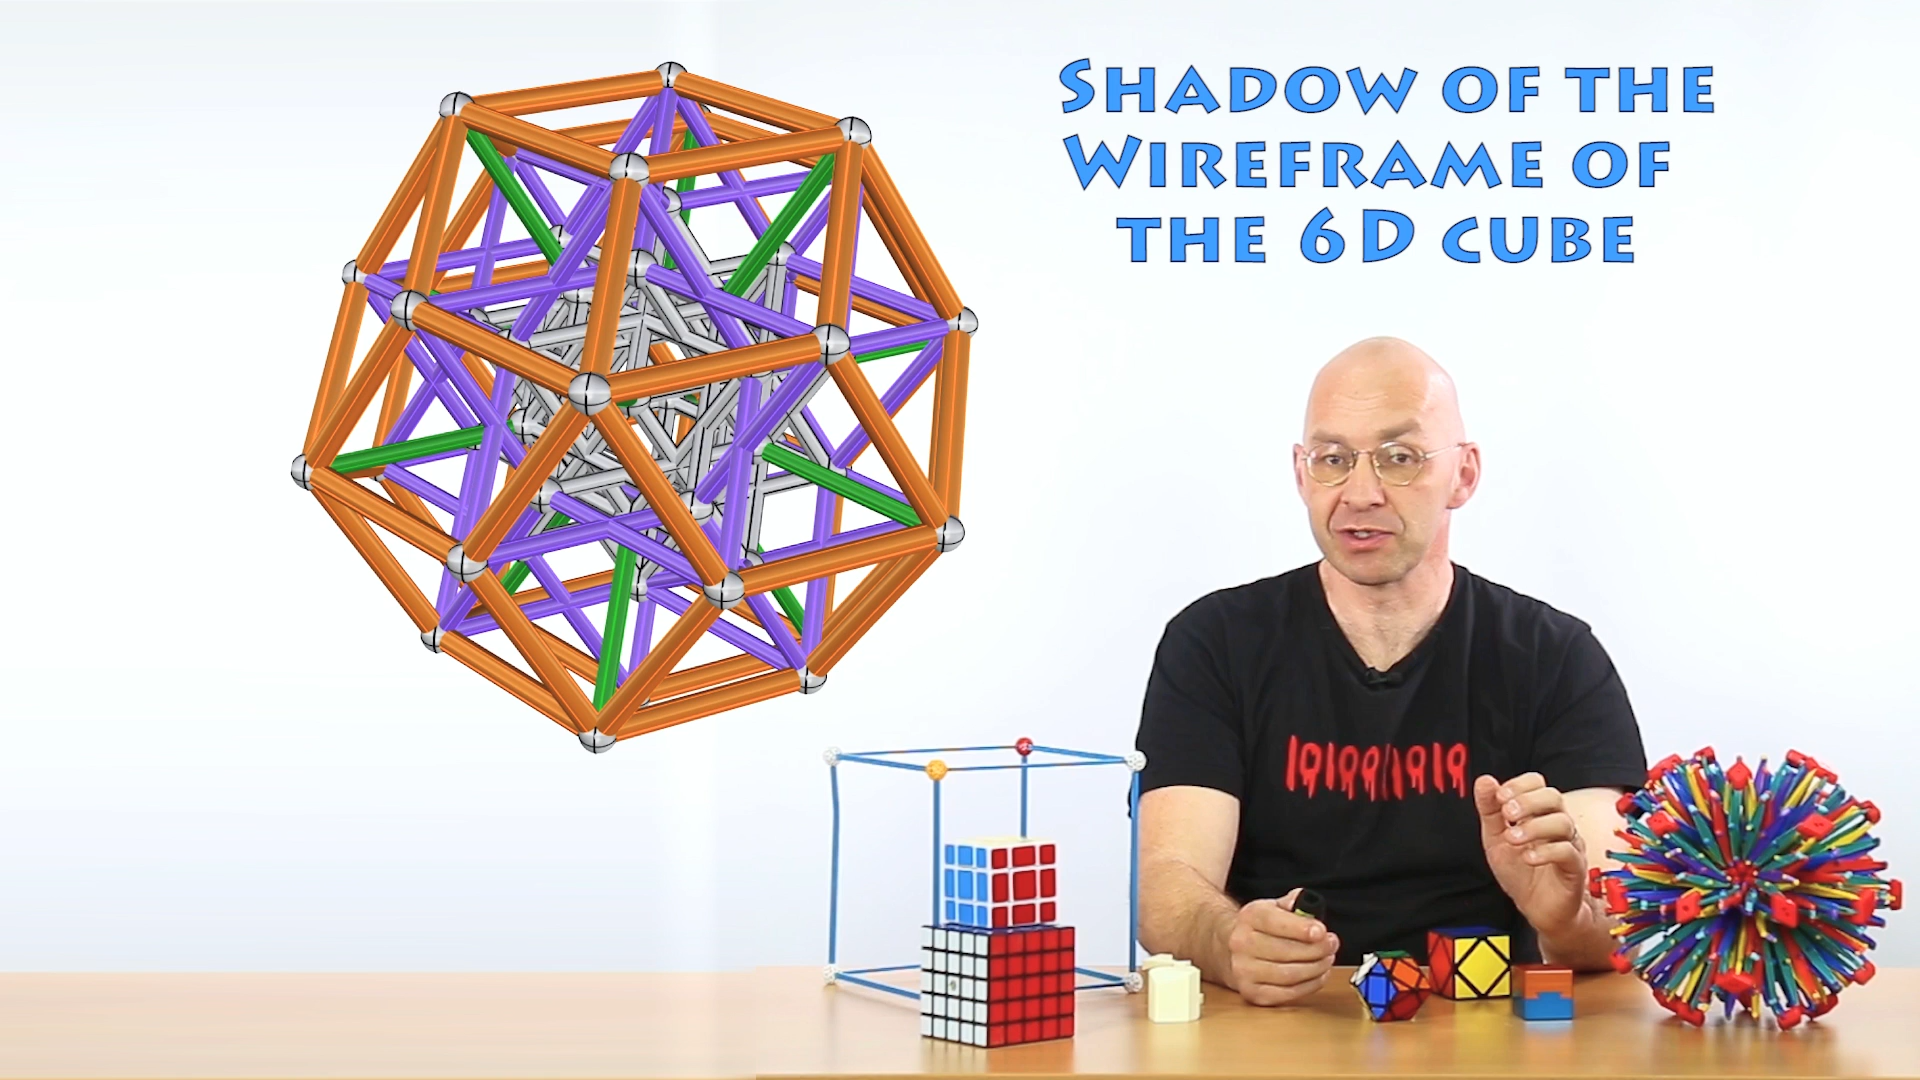 SHADOW OF THE
WIREFRAME OF
THE 6D CUBE